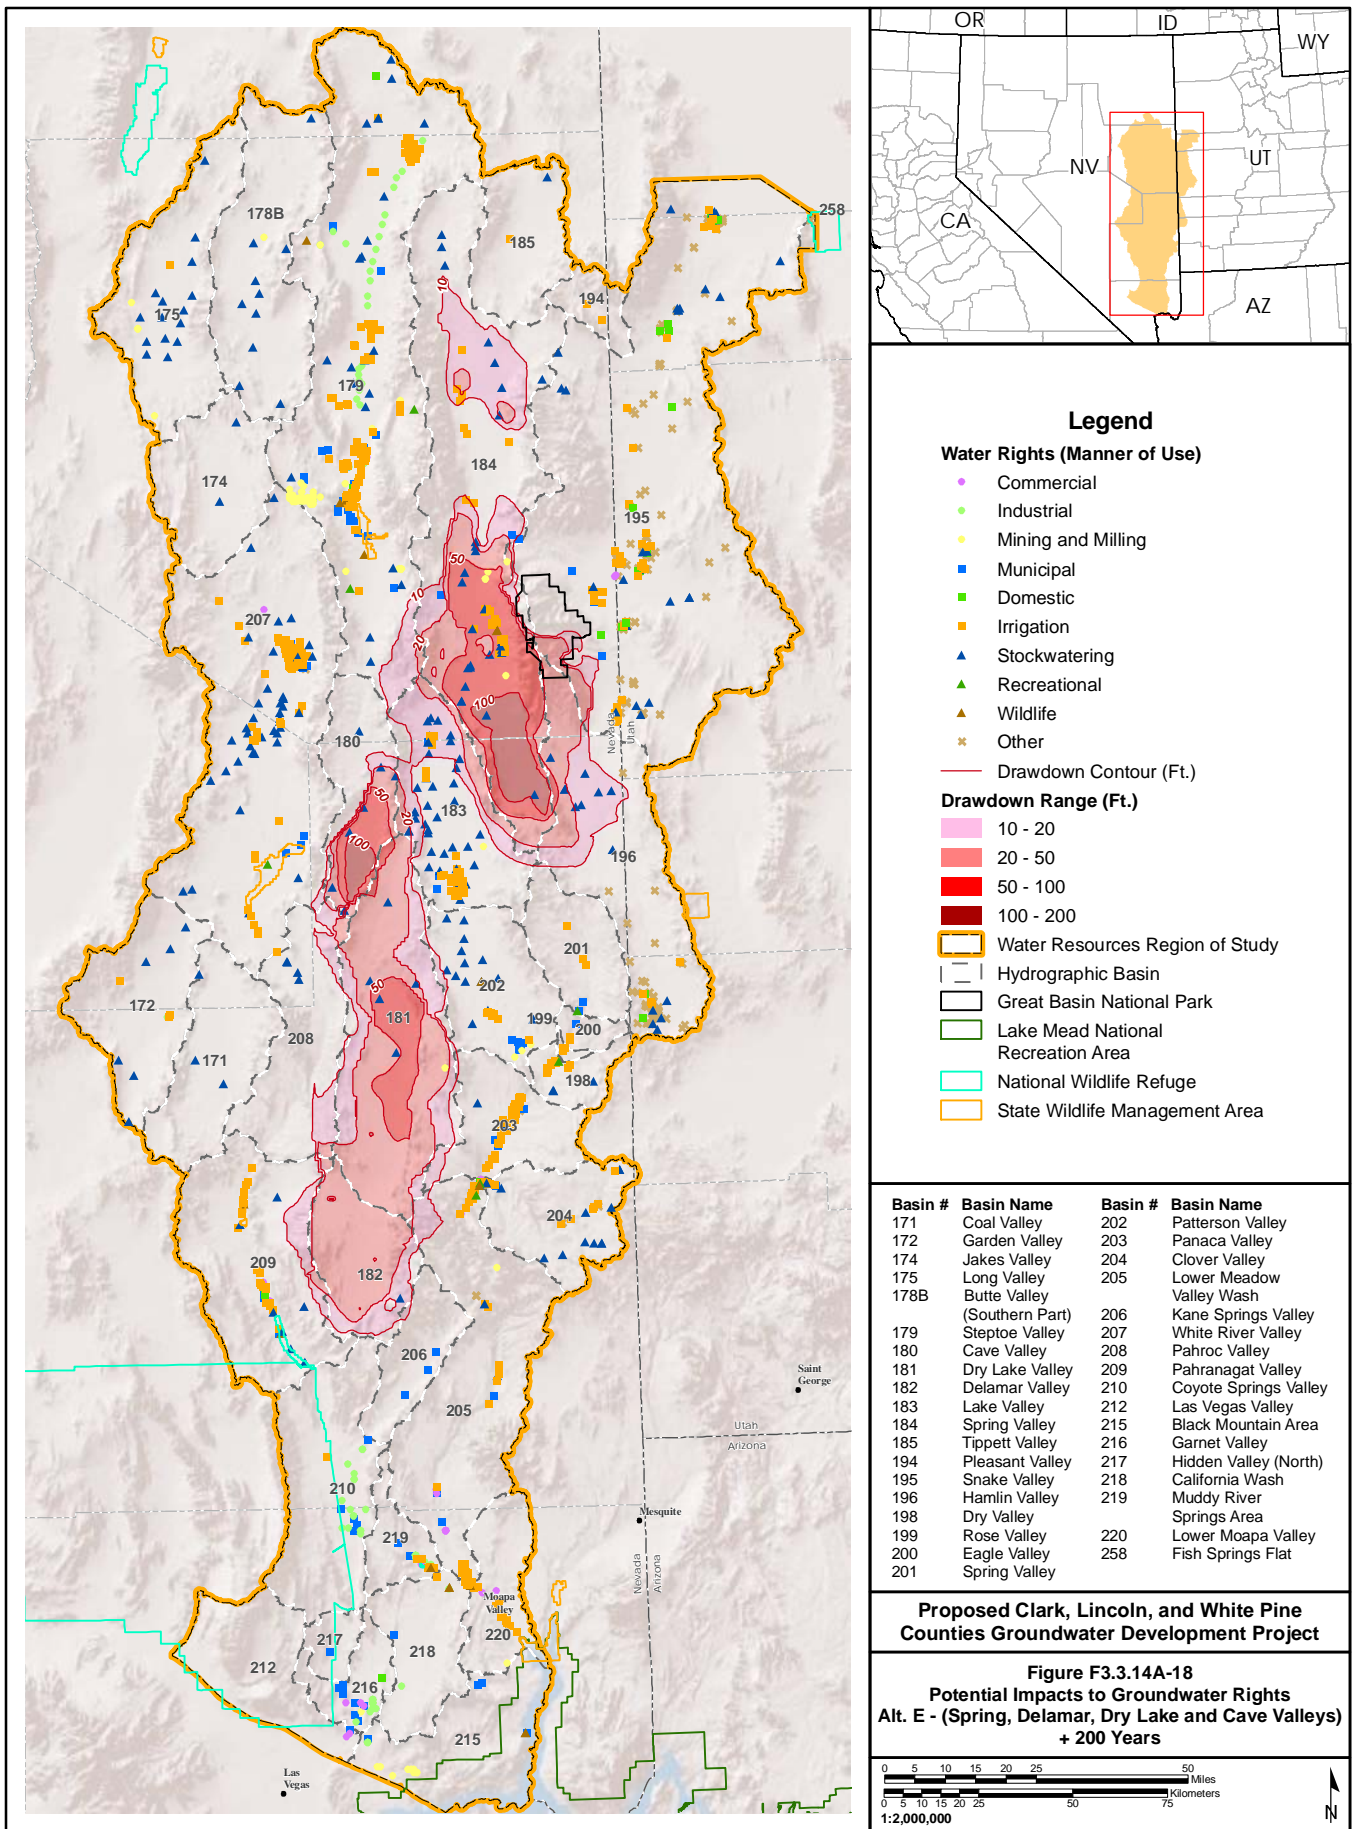 OR
ID
WY
NV
UT
CA
AZ
258
178B
185
194
175
179
174
184
195
207
180
183
196
201
202
172
181
199
200
208
171
198
203
204
209
182
206
205
210
219
220
217
218
212
216
215
10
50
10
20
100
50
20
100
50
Nevada
Utah
Saint
George
Utah
Arizona
Mesquite
Nevada
Arizona
Moapa
Valley
Las
Vegas
Legend
Water Rights (Manner of Use)
Commercial
Industrial
Mining and Milling
Municipal
Domestic
Irrigation
Stockwatering
Recreational
Wildlife
Other
Drawdown Contour (Ft.)
Drawdown Range (Ft.)
10 - 20
20 - 50
50 - 100
100 - 200
Water Resources Region of Study
Hydrographic Basin
Great Basin National Park
Lake Mead National
Recreation Area
National Wildlife Refuge
State Wildlife Management Area
Basin # Basin Name Basin # Basin Name
171 Coal Valley 202 Patterson Valley
172 Garden Valley 203 Panaca Valley
174 Jakes Valley 204 Clover Valley
175 Long Valley 205 Lower Meadow
178B Butte Valley Valley Wash
(Southern Part) 206 Kane Springs Valley
179 Steptoe Valley 207 White River Valley
180 Cave Valley 208 Pahroc Valley
181 Dry Lake Valley 209 Pahranagat Valley
182 Delamar Valley 210 Coyote Springs Valley
183 Lake Valley 212 Las Vegas Valley
184 Spring Valley 215 Black Mountain Area
185 Tippett Valley 216 Garnet Valley
194 Pleasant Valley 217 Hidden Valley (North)
195 Snake Valley 218 California Wash
196 Hamlin Valley 219 Muddy River
198 Dry Valley Springs Area
199 Rose Valley 220 Lower Moapa Valley
200 Eagle Valley 258 Fish Springs Flat
201 Spring Valley
Proposed Clark, Lincoln, and White Pine
Counties Groundwater Development Project
Figure F3.3.14A-18
Potential Impacts to Groundwater Rights
Alt. E - (Spring, Delamar, Dry Lake and Cave Valleys)
+ 200 Years
0 5 10 15 20 25 50
Miles
Kilometers
0 5 10 15 20 25 50 75
1:2,000,000
N